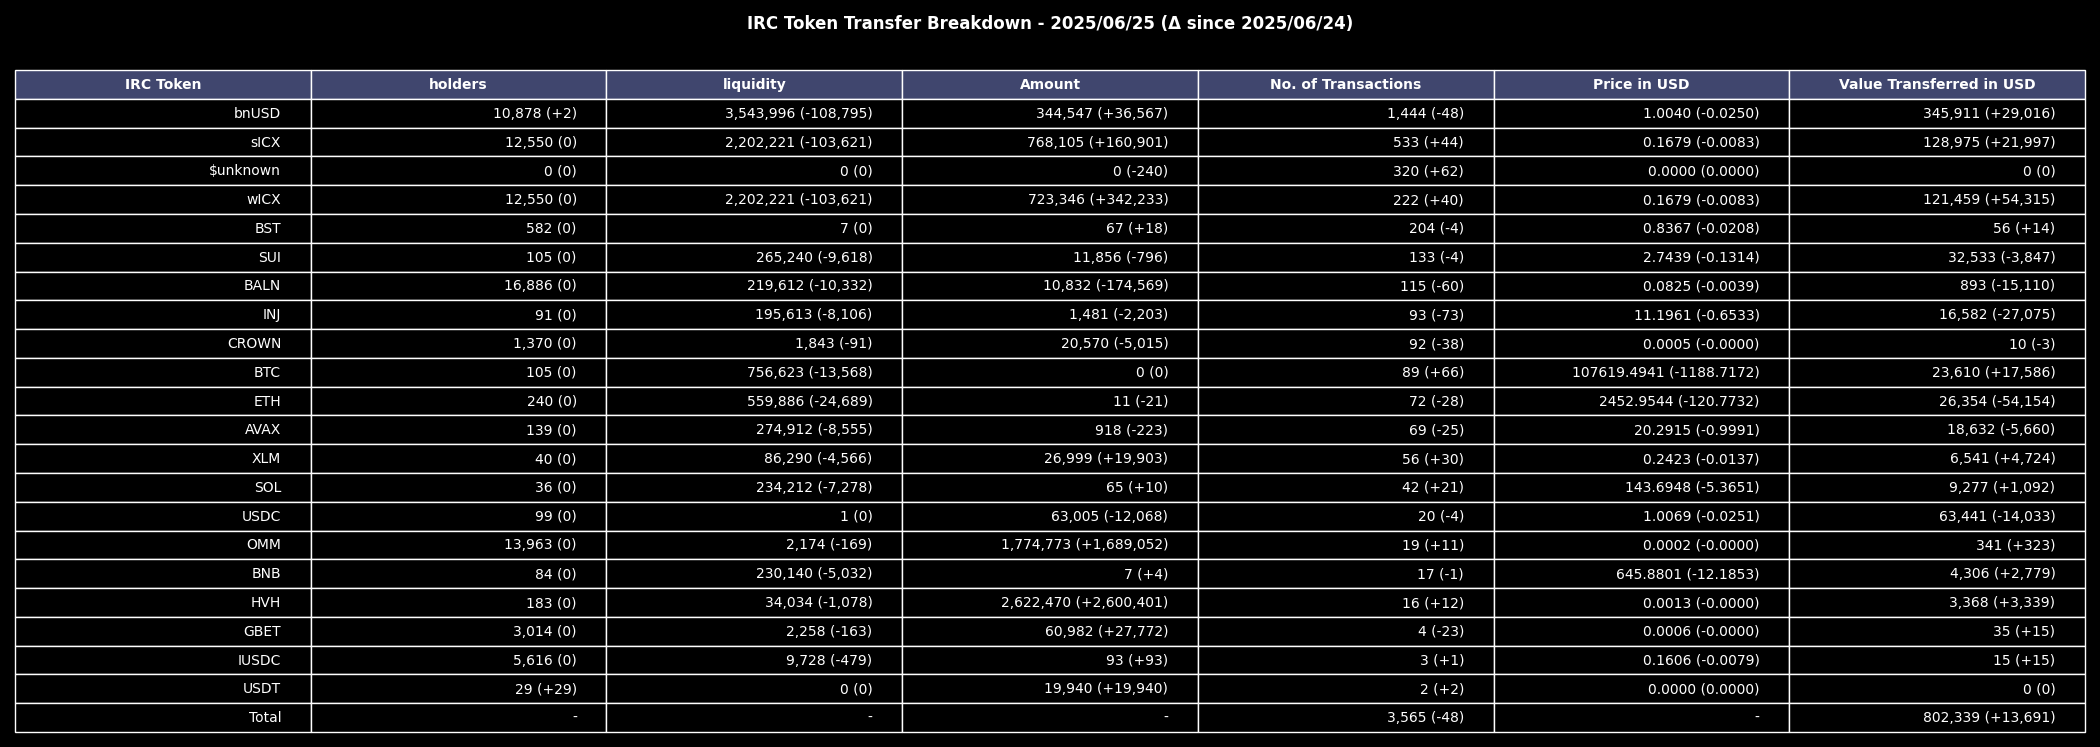 IRC Token Transfer Breakdown - 2025/06/25 (Δ since 2025/06/24)
IRC Token holders liquidity Amount No. of Transactions Price in USD Value Transferred in USD
bnUSD 10,878 (+2) 3,543,996 (-108,795) 344,547 (+36,567) 1,444 (-48) 1.0040 (-0.0250) 345,911 (+29,016)
sICX 12,550 (0) 2,202,221 (-103,621) 768,105 (+160,901) 533 (+44) 0.1679 (-0.0083) 128,975 (+21,997)
$unknown 0 (0) 0 (0) 0 (-240) 320 (+62) 0.0000 (0.0000) 0 (0)
wICX 12,550 (0) 2,202,221 (-103,621) 723,346 (+342,233) 222 (+40) 0.1679 (-0.0083) 121,459 (+54,315)
BST 582 (0) 7 (0) 67 (+18) 204 (-4) 0.8367 (-0.0208) 56 (+14)
SUI 105 (0) 265,240 (-9,618) 11,856 (-796) 133 (-4) 2.7439 (-0.1314) 32,533 (-3,847)
BALN 16,886 (0) 219,612 (-10,332) 10,832 (-174,569) 115 (-60) 0.0825 (-0.0039) 893 (-15,110)
INJ 91 (0) 195,613 (-8,106) 1,481 (-2,203) 93 (-73) 11.1961 (-0.6533) 16,582 (-27,075)
CROWN 1,370 (0) 1,843 (-91) 20,570 (-5,015) 92 (-38) 0.0005 (-0.0000) 10 (-3)
BTC 105 (0) 756,623 (-13,568) 0 (0) 89 (+66) 107619.4941 (-1188.7172) 23,610 (+17,586)
ETH 240 (0) 559,886 (-24,689) 11 (-21) 72 (-28) 2452.9544 (-120.7732) 26,354 (-54,154)
AVAX 139 (0) 274,912 (-8,555) 918 (-223) 69 (-25) 20.2915 (-0.9991) 18,632 (-5,660)
XLM 40 (0) 86,290 (-4,566) 26,999 (+19,903) 56 (+30) 0.2423 (-0.0137) 6,541 (+4,724)
SOL 36 (0) 234,212 (-7,278) 65 (+10) 42 (+21) 143.6948 (-5.3651) 9,277 (+1,092)
USDC 99 (0) 1 (0) 63,005 (-12,068) 20 (-4) 1.0069 (-0.0251) 63,441 (-14,033)
OMM 13,963 (0) 2,174 (-169) 1,774,773 (+1,689,052) 19 (+11) 0.0002 (-0.0000) 341 (+323)
BNB 84 (0) 230,140 (-5,032) 7 (+4) 17 (-1) 645.8801 (-12.1853) 4,306 (+2,779)
HVH 183 (0) 34,034 (-1,078) 2,622,470 (+2,600,401) 16 (+12) 0.0013 (-0.0000) 3,368 (+3,339)
GBET 3,014 (0) 2,258 (-163) 60,982 (+27,772) 4 (-23) 0.0006 (-0.0000) 35 (+15)
IUSDC 5,616 (0) 9,728 (-479) 93 (+93) 3 (+1) 0.1606 (-0.0079) 15 (+15)
USDT 29 (+29) 0 (0) 19,940 (+19,940) 2 (+2) 0.0000 (0.0000) 0 (0)
Total - - - 3,565 (-48) - 802,339 (+13,691)